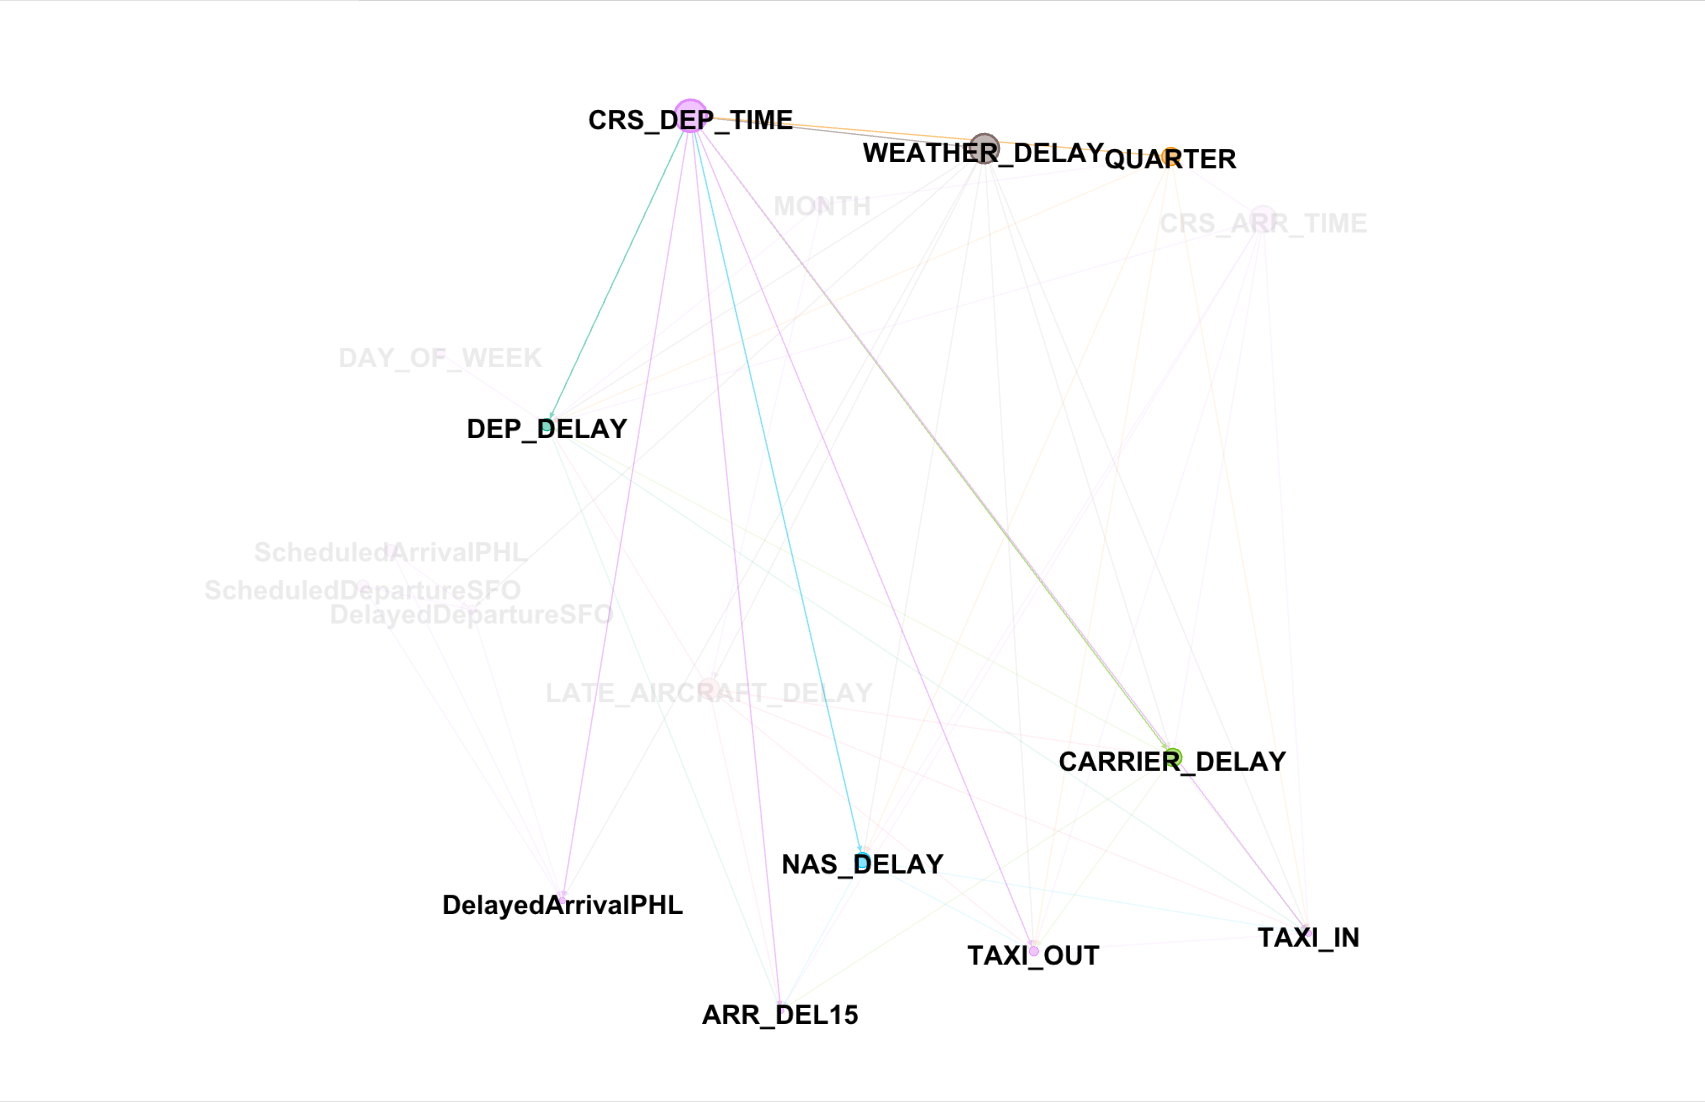 CRS_DEP_TIME
WEATHER_DELAY
QUARTER
MONTH
CRS_ARR_TIME
DAY_OF_WEEK
DEP_DELAY
ScheduledArrivalPHL
ScheduledDepartureSFO
DelayedDepartureSFO
LATE_AIRCRAFT_DELAY
CARRIER_DELAY
NAS_DELAY
DelayedArrivalPHL
TAXI_IN
TAXI_OUT
ARR_DEL15